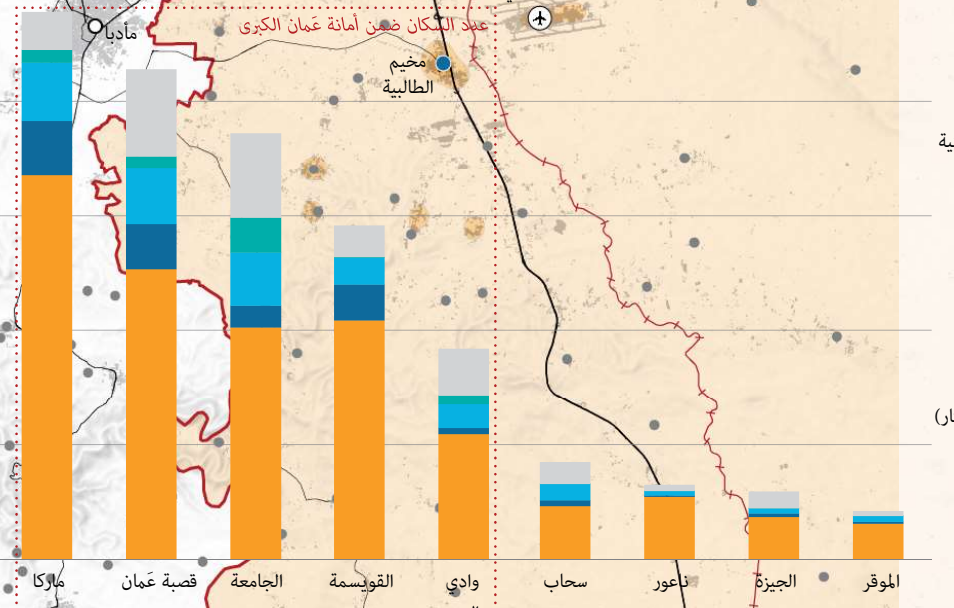 عدد السكان ضمن أمانة عَمان الكبرى
مادبا
مخيم
الطالبية
ماركا
قصبة عَمان
الجامعة
القويسمة
وادي
سحاب
ناعور
الجيزة
الموقر